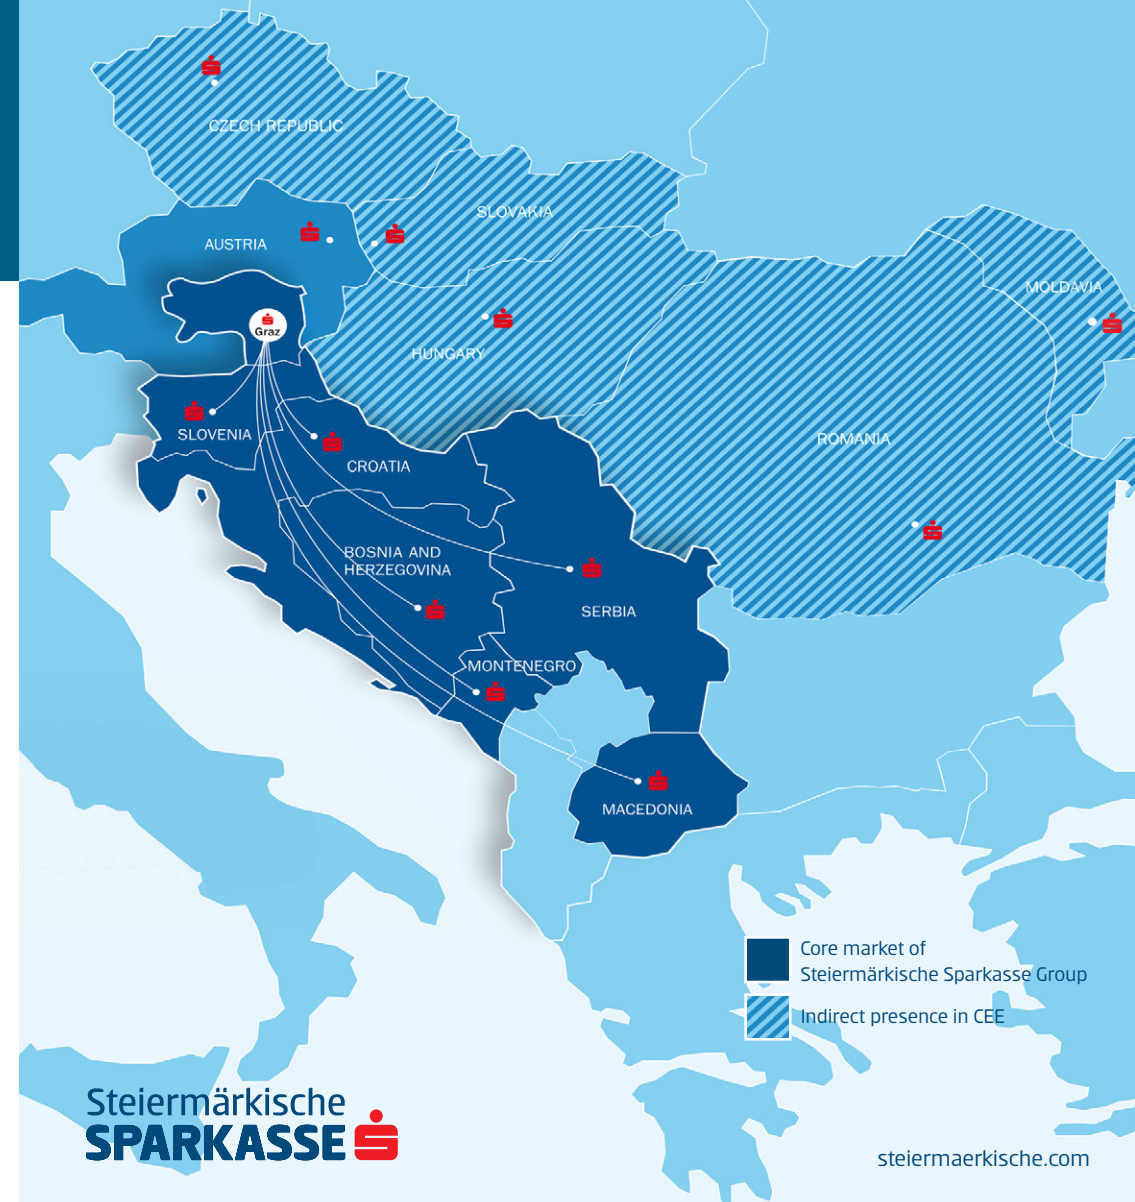 CZECH REPUBLIC
SLOVAKIA
AUSTRIA
MOLDAVIA
Graz
HUNGARY
SLOVENIA
ROMANIA
CROATIA
BOSNIA AND
HERZEGOVINA
SERBIA
MONTENEGRO
MACEDONIA
Core market of
Steiermärkische Sparkasse Group
Indirect presence in CEE
Steiermärkische
SPARKASSE
steiermaerkische.com